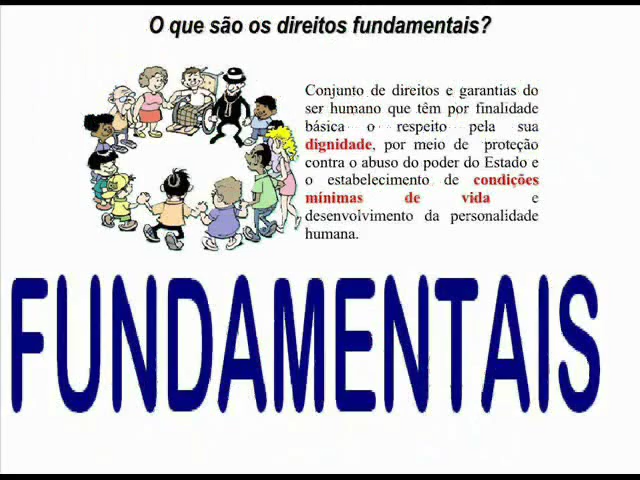 O que são os direitos fundamentais?
Conjunto de direitos e garantias do
ser humano que têm por finalidade
básica o respeito pela sua
dignidade, por meio de proteção
contra o abuso do poder do Estado e
o estabelecimento de condições
mínimas de vida e
desenvolvimento da personalidade
humana.
FUNDAMENTAIS